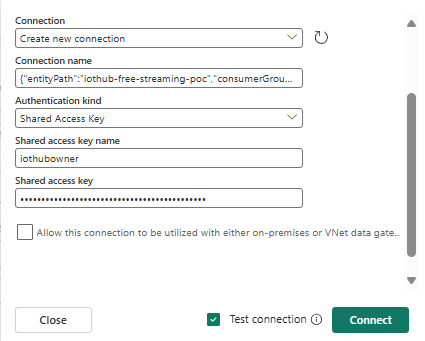 Connection
Create new connection
Connection name
{"entityPath":"iothub-free-streaming-poc","consumerGrou...
Authentication kind
Shared Access Key
Shared access key name
iothubowner
Shared access key
••••••••••••••••••••••••••••••••••••••••••••
Allow this connection to be utilized with either on-premises or VNet data gate..
Close
Test connection
Connect